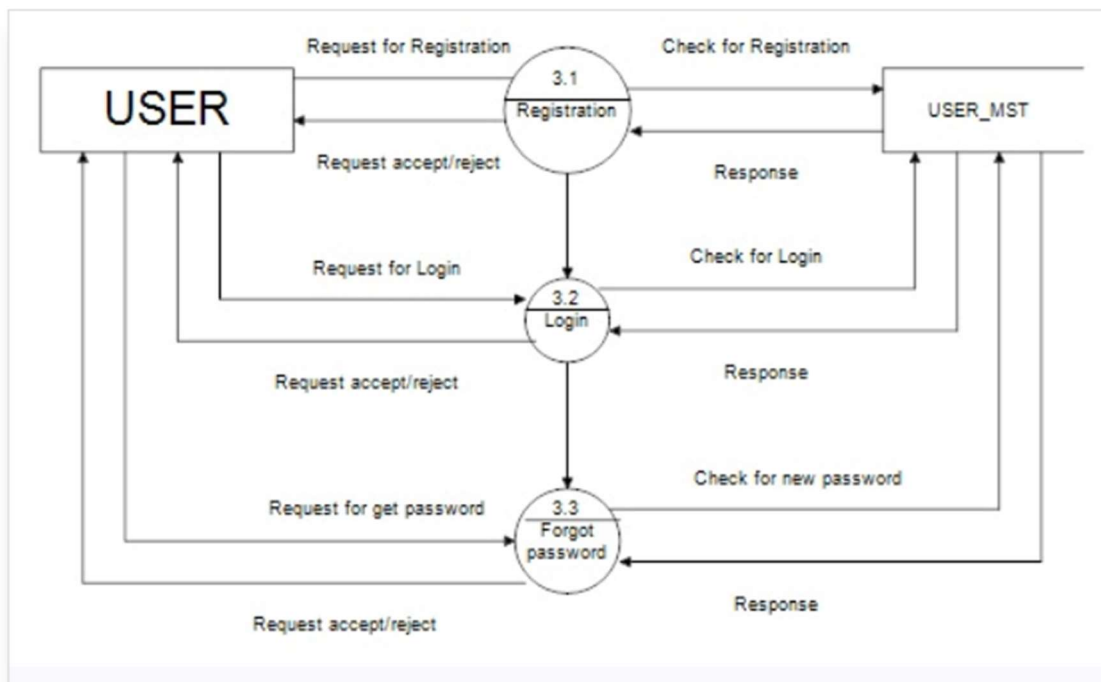 Request for Registration
Check for Registration
3.1
USER
Registration
USER_MST
Request accept/reject
Response
Request for Login
Check for Login
3.2
Login
Request accept/reject
Response
Check for new password
Request for get password
3.3
Forgot
password
Response
Request accept/reject